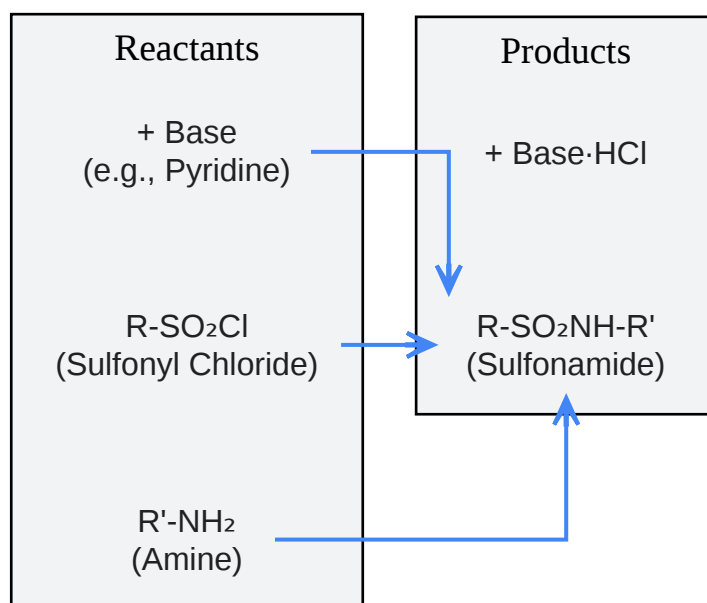 Reactants
+ Base
(e.g., Pyridine)
R-SO₂Cl
(Sulfonyl Chloride)
R'-NH₂
(Amine)
Products
+ Base·HCl
R-SO₂NH-R'
(Sulfonamide)